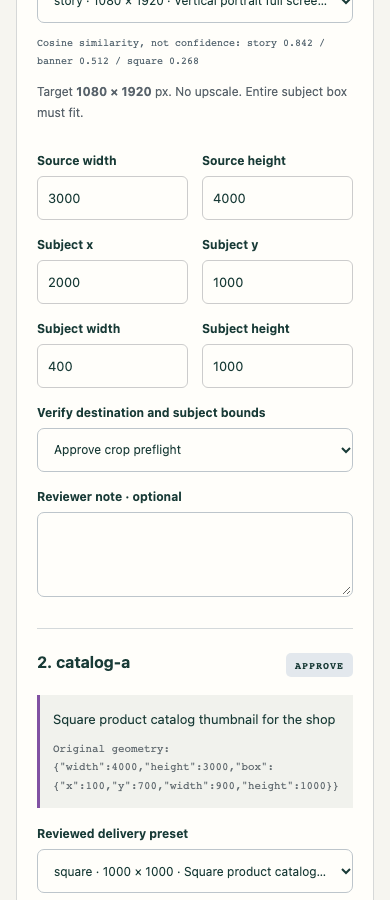 story · 1080 × 1920 · Vertical portrait full scree...
Cosine similarity, not confidence: story 0.842 /
banner 0.512 / square 0.268
Target 1080 × 1920 px. No upscale. Entire subject box
must fit.
Source width
Source height
3000
4000
Subject x
Subject y
2000
1000
Subject width
Subject height
400
1000
Verify destination and subject bounds
Approve crop preflight
Reviewer note · optional
2. catalog-a
APPROVE
Square product catalog thumbnail for the shop
Original geometry:
{"width":4000,"height":3000,"box":
{"x":100,"y":700,"width":900,"height":1000}}
Reviewed delivery preset
square · 1000 × 1000 · Square product catalog...